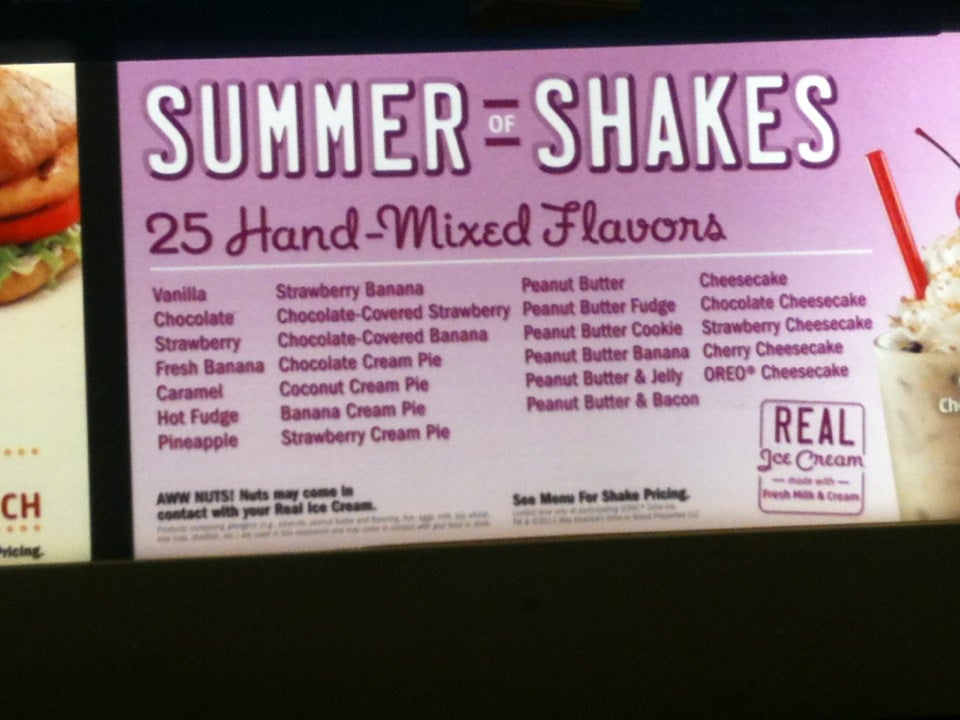 SUMMER OF SHAKES
25 Hand-Mixed Flavors
Vanilla
Chocolate
Strawberry
Fresh Banana
Caramel
Hot Fudge
Pineapple
Strawberry Banana
Chocolate-Covered Strawberry
Chocolate-Covered Banana
Chocolate Cream Pie
Coconut Cream Pie
Banana Cream Pie
Strawberry Cream Pie
Peanut Butter
Peanut Butter Fudge
Peanut Butter Cookie
Peanut Butter Banana
Peanut Butter & Jelly
Peanut Butter & Bacon
Cheesecake
Chocolate Cheesecake
Strawberry Cheesecake
Cherry Cheesecake
OREO® Cheesecake
REAL
Ice Cream
made with
Fresh Milk & Cream
AWW NUTS! Nuts may come in
contact with your Real Ice Cream.
See Menu For Shake Pricing.
CH
Pricing.
Ch